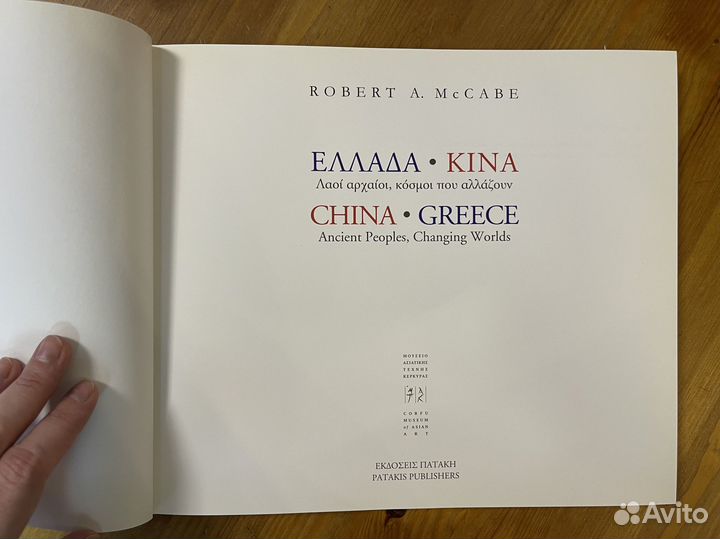 ROBERT A. McCABE
ΕΛΛΑΔΑ • ΚΙΝΑ
Λαοί αρχαίοι, κόσμοι που αλλάζουν
CHINA • GREECE
Ancient Peoples, Changing Worlds
ΜΟΥΣΕΙΟ
ΑΣΙΑΤΙΚΗΣ
ΤΕΧΝΗΣ
ΚΕΡΚΥΡΑΣ
CORFU
MUSEUM
of ASIAN
ART
ΕΚΔΟΣΕΙΣ ΠΑΤΑΚΗ
PATAKIS PUBLISHERS
Avito